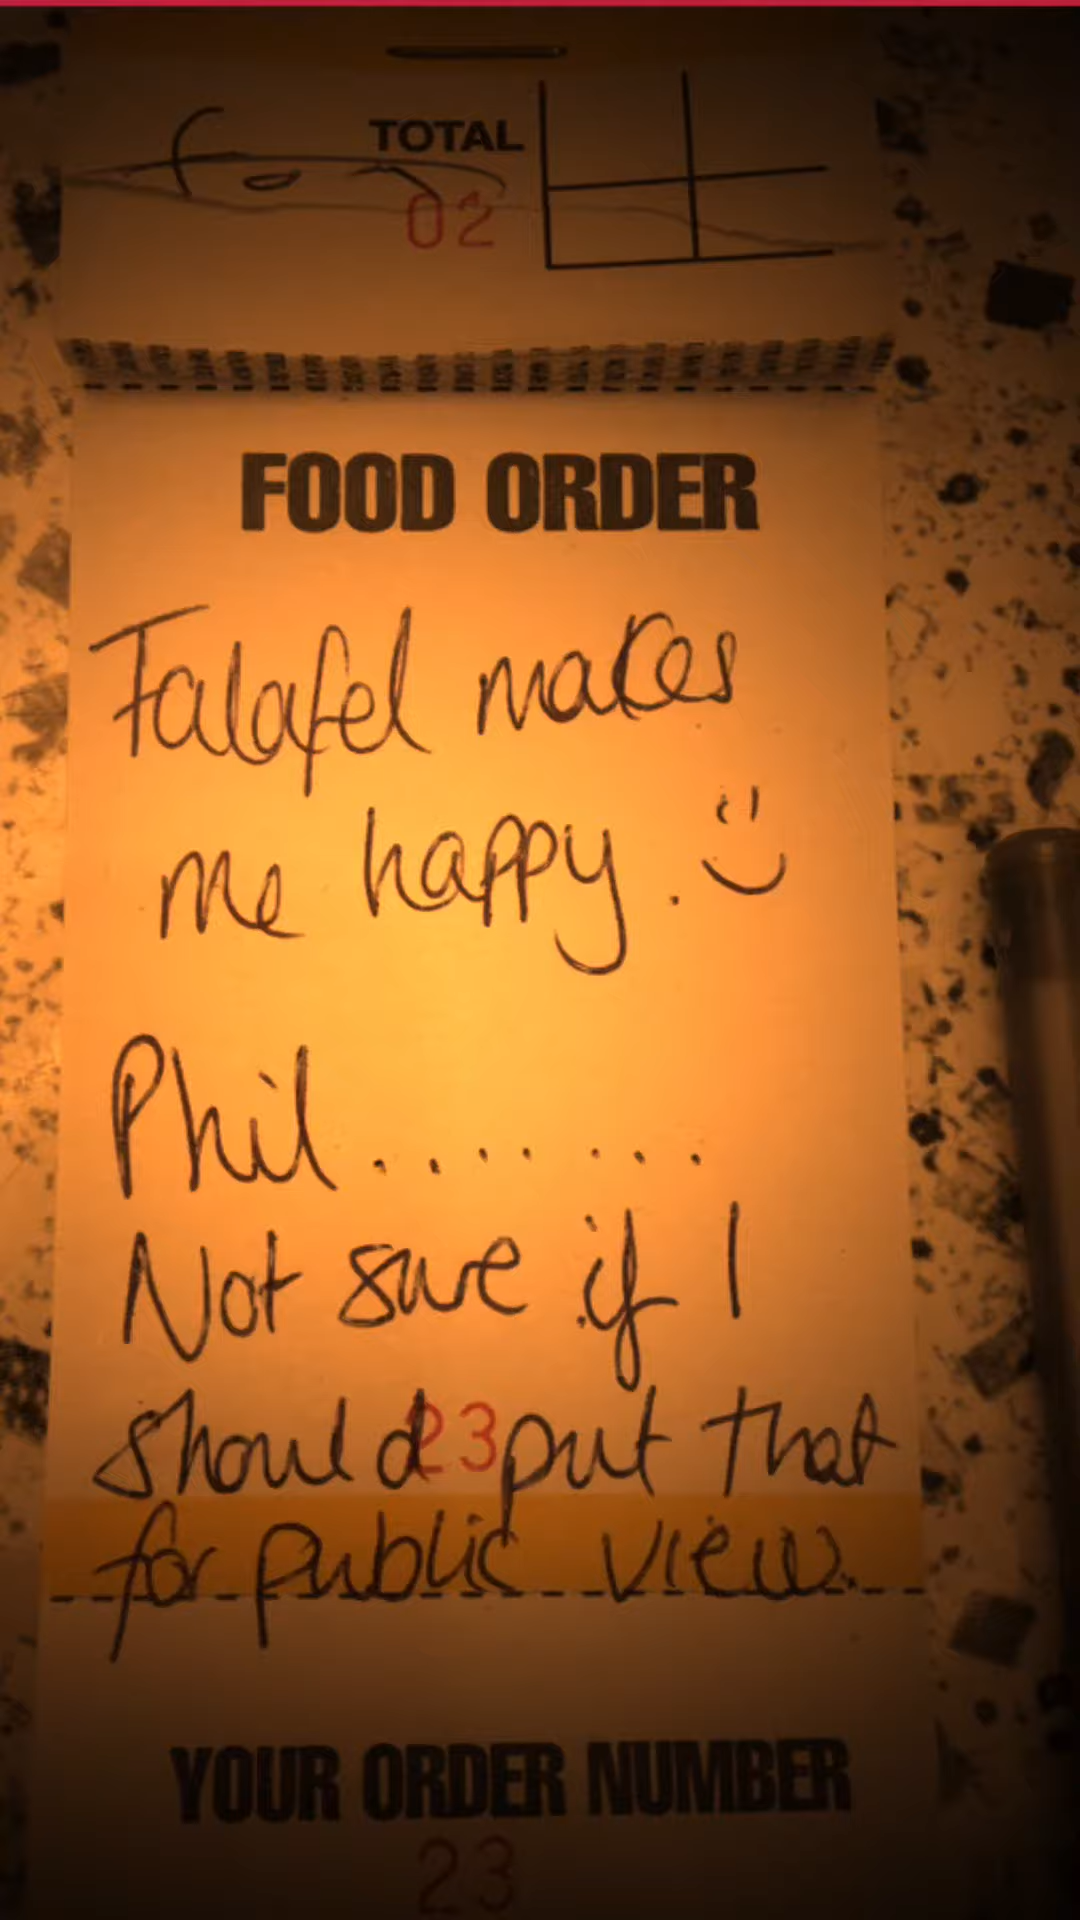 TOTAL
02
FOOD ORDER
Falafel makes
me happy. :)
Phil........
Not sure if I
should put that
23
for public view.
YOUR ORDER NUMBER
23